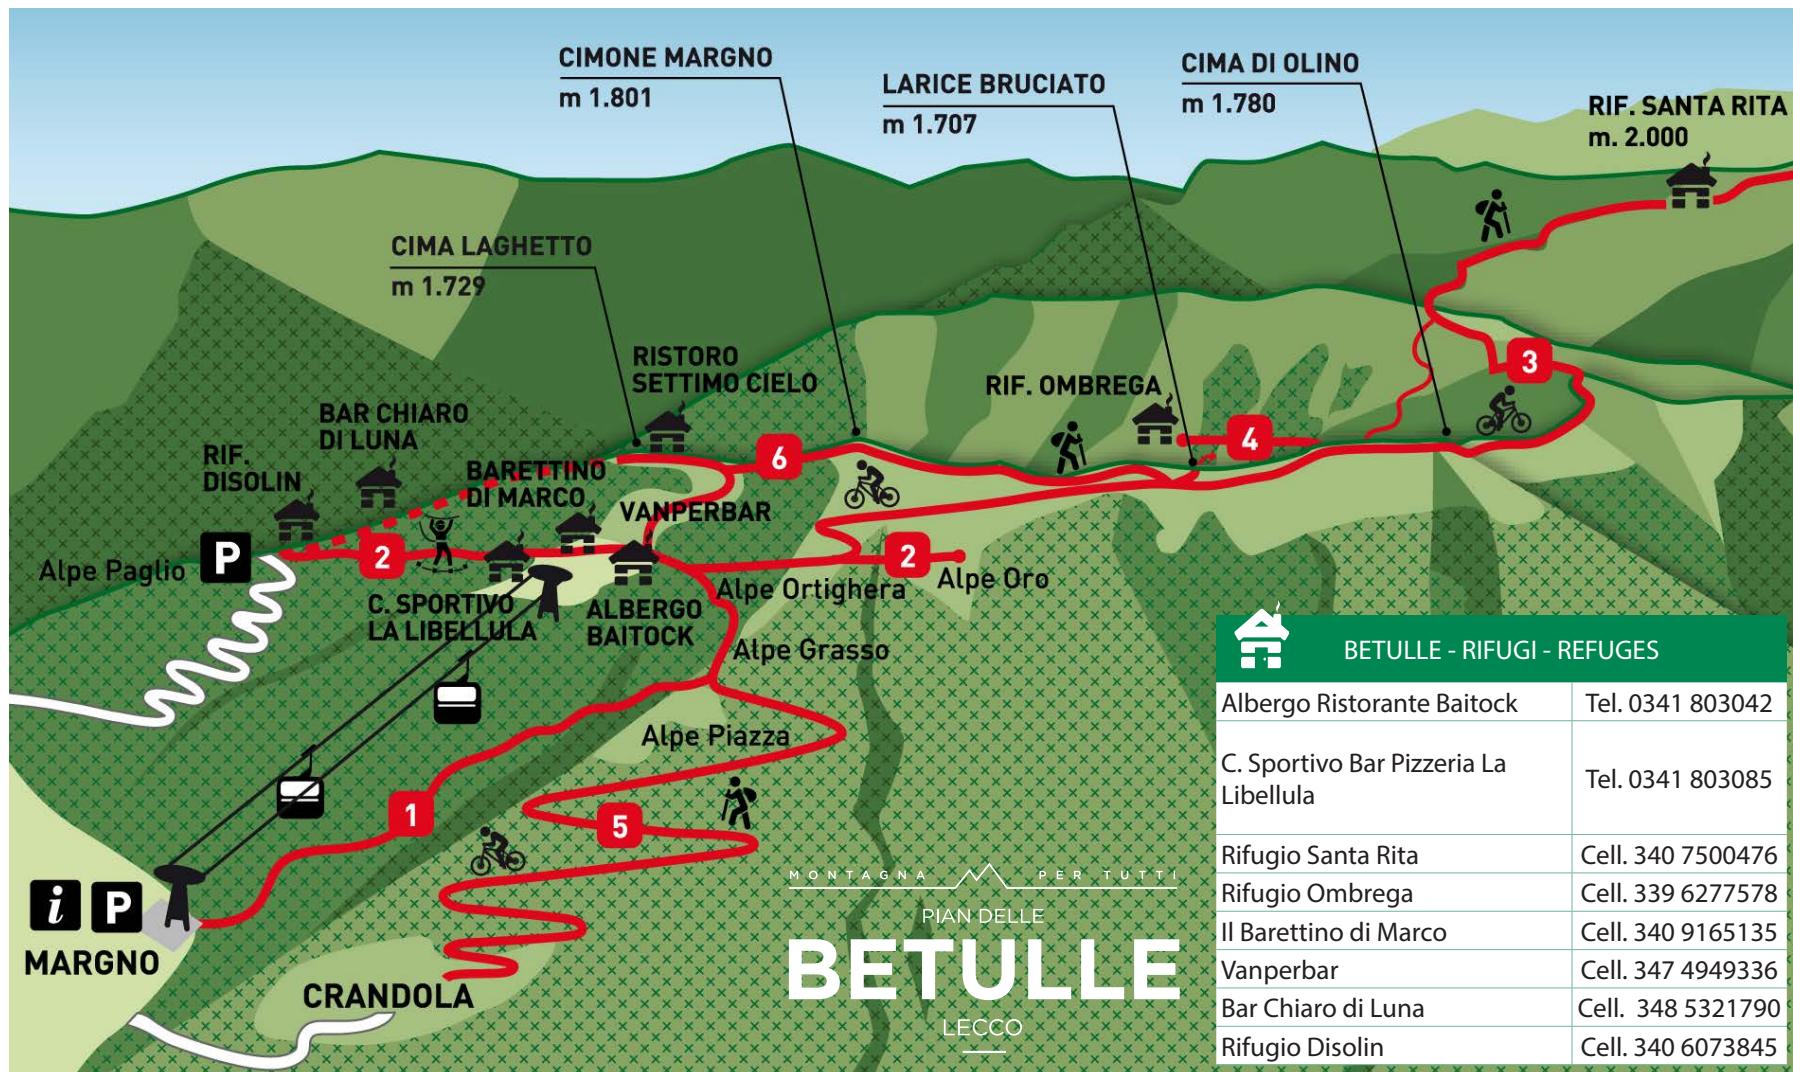 CIMONE MARGNO
m 1.801
LARICE BRUCIATO
m 1.707
CIMA DI OLINO
m 1.780
RIF. SANTA RITA
m. 2.000
CIMA LAGHETTO
m 1.729
RISTORO
SETTIMO CIELO
RIF. OMBREGA
3
4
6
BAR CHIARO
DI LUNA
RIF.
DISOLIN
BARETTINO
DI MARCO
VANPERBAR
P
Alpe Paglio
2
2
Alpe Oro
Alpe Ortighera
C. SPORTIVO
LA LIBELLULA
ALBERGO
BAITOCK
Alpe Grasso
Alpe Piazza
1
5
i P
MARGNO
CRANDOLA
MONTAGNA PER TUTTI
PIAN DELLE
BETULLE
LECCO
BETULLE - RIFUGI - REFUGES
Albergo Ristorante Baitock Tel. 0341 803042
C. Sportivo Bar Pizzeria La
Libellula Tel. 0341 803085
Rifugio Santa Rita Cell. 340 7500476
Rifugio Ombrega Cell. 339 6277578
Il Barettino di Marco Cell. 340 9165135
Vanperbar Cell. 347 4949336
Bar Chiaro di Luna Cell. 348 5321790
Rifugio Disolin Cell. 340 6073845